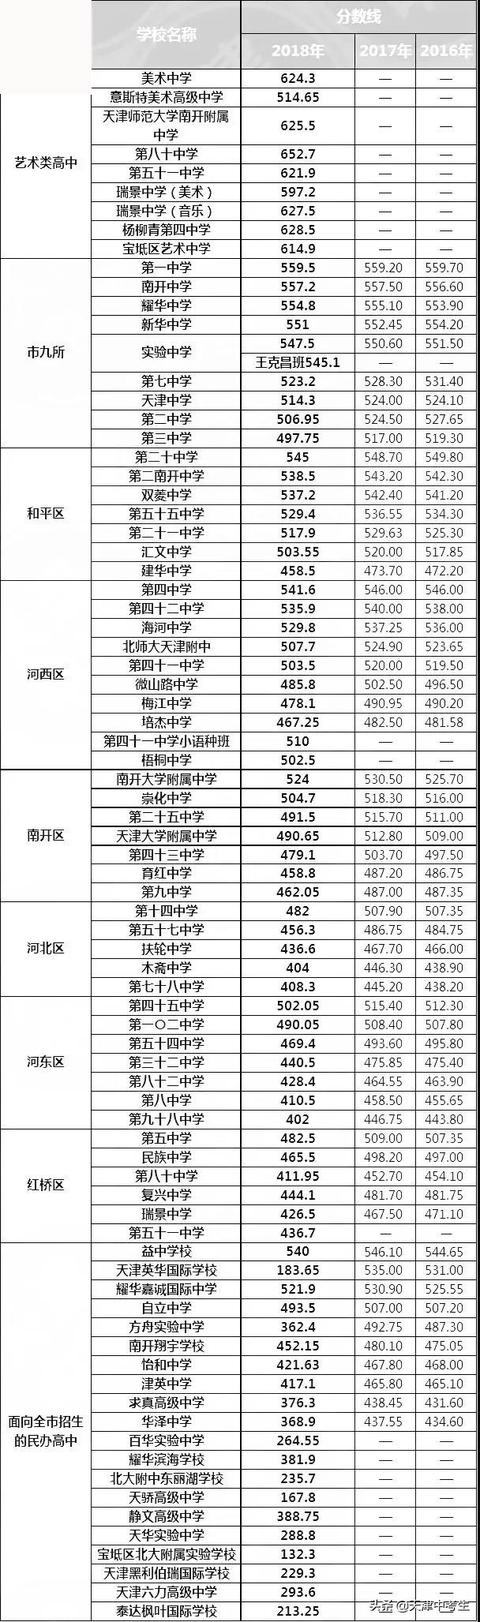 学校名称 分数线
2018年 2017年 2016年
艺术类高中
美术中学 624.3 — —
意斯特美术高级中学 514.65 — —
天津师范大学南开附属
中学 625.5 — —
第八十中学 652.7 — —
第五十一中学 621.9 — —
瑞景中学（美术） 597.2 — —
瑞景中学（音乐） 627.5 — —
杨柳青第四中学 628.5 — —
宝坻区艺术中学 614.9 — —
市九所
第一中学 559.5 559.20 559.70
南开中学 557.2 557.50 556.60
耀华中学 554.8 555.10 553.90
新华中学 551 552.45 554.20
实验中学 547.5 550.60 551.50
王克昌班545.1 — —
第七中学 523.2 528.30 531.40
天津中学 514.3 524.00 524.10
第二中学 506.95 524.50 527.65
第三中学 497.75 517.00 519.30
和平区
第二十中学 545 548.70 549.80
第二南开中学 538.5 543.20 542.30
双菱中学 537.2 542.40 541.20
第五十五中学 529.4 536.55 534.30
第二十一中学 517.9 529.63 525.30
汇文中学 503.55 520.00 517.85
建华中学 458.5 473.70 472.20
河西区
第四中学 541.6 546.00 546.00
第四十二中学 535.9 540.00 538.00
海河中学 529.8 537.25 536.00
北师大天津附中 507.7 524.90 523.65
第四十一中学 503.5 520.00 519.50
微山路中学 485.8 502.50 496.50
梅江中学 478.1 490.95 490.20
培杰中学 467.25 482.50 481.58
第四十一中学小语种班 510 — —
梧桐中学 502.5 — —
南开区
南开大学附属中学 524 530.50 525.70
崇化中学 504.7 518.30 516.00
第二十五中学 491.5 515.70 511.00
天津大学附属中学 490.65 512.80 509.00
第四十三中学 479.1 503.70 497.50
育红中学 458.8 487.20 486.75
第九中学 462.05 487.00 487.35
河北区
第十四中学 482 507.90 507.35
第五十七中学 456.3 486.75 484.75
扶轮中学 436.6 467.70 466.00
木斋中学 404 446.30 438.90
第七十八中学 408.3 445.20 438.20
河东区
第四十五中学 502.05 515.40 512.30
第一〇二中学 490.05 508.40 507.80
第五十四中学 469.4 493.60 495.80
第三十二中学 440.5 475.85 475.40
第八十二中学 428.4 464.55 463.90
第八中学 410.5 458.50 455.65
第九十八中学 402 446.75 443.80
红桥区
第五中学 482.5 509.00 507.35
民族中学 465.5 498.20 497.00
第八十中学 411.95 452.70 454.10
复兴中学 444.1 481.70 481.75
瑞景中学 426.5 467.50 471.10
第五十一中学 436.7 — —
面向全市招生
的民办高中
益中学校 540 546.10 544.65
天津英华国际学校 183.65 535.00 531.00
耀华嘉诚国际中学 521.9 530.90 525.55
自立中学 493.5 507.00 507.20
方舟实验中学 362.4 492.75 487.30
南开翔宇学校 452.15 480.10 475.05
怡和中学 421.63 467.80 468.00
津英中学 417.1 465.80 465.10
求真高级中学 376.3 438.45 431.60
华泽中学 368.9 437.55 434.60
百华实验中学 264.55 — —
耀华滨海学校 381.9 — —
北大附中东丽湖学校 235.7 — —
天骄高级中学 167.8 — —
静文高级中学 388.75 — —
天华实验中学 288.8 — —
宝坻区北大附属实验学校 132.3 — —
天津黑利伯瑞国际学校 229.3 — —
天津六力高级中学 293.6 — —
泰达枫叶国际学校 213.25
头条@天津中考生